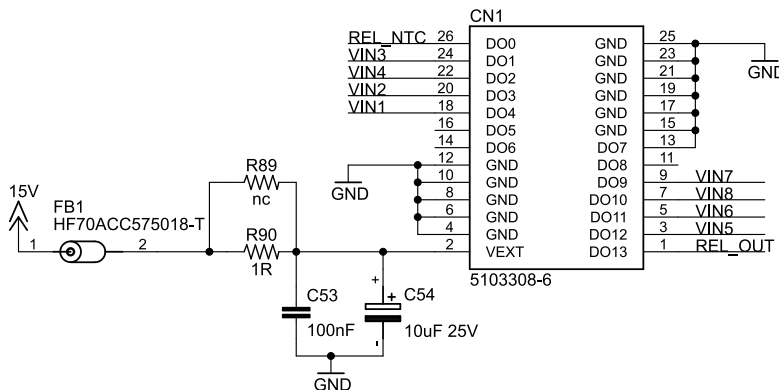 CN1
REL_NTC 26 DO0 GND 25
VIN3 24 DO1 GND 23
VIN4 22 DO2 GND 21
VIN2 20 DO3 GND 19
VIN1 18 DO4 GND 17
16 DO5 GND 15
14 DO6 DO7 13
12 GND DO8 11
10 GND DO9 9 VIN7
8 GND DO10 7 VIN8
6 GND DO11 5 VIN6
4 GND DO12 3 VIN5
2 VEXT DO13 1 REL_OUT
5103308-6
GND
GND
15V
FB1
HF70ACC575018-T
1 2
R89
nc
R90
1R
C53
100nF
+ +
C54
10uF 25V
-
GND